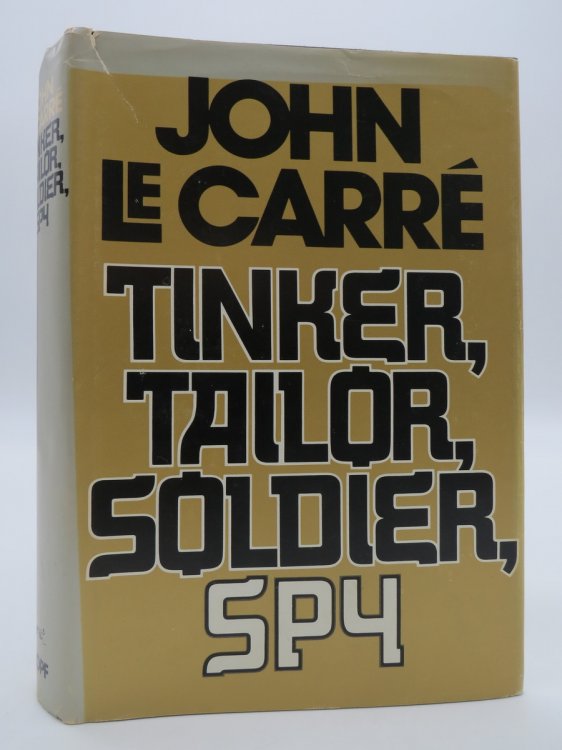 JOHN
LE CARRÉ
TINKER,
TAILOR,
SOLDIER,
SPY